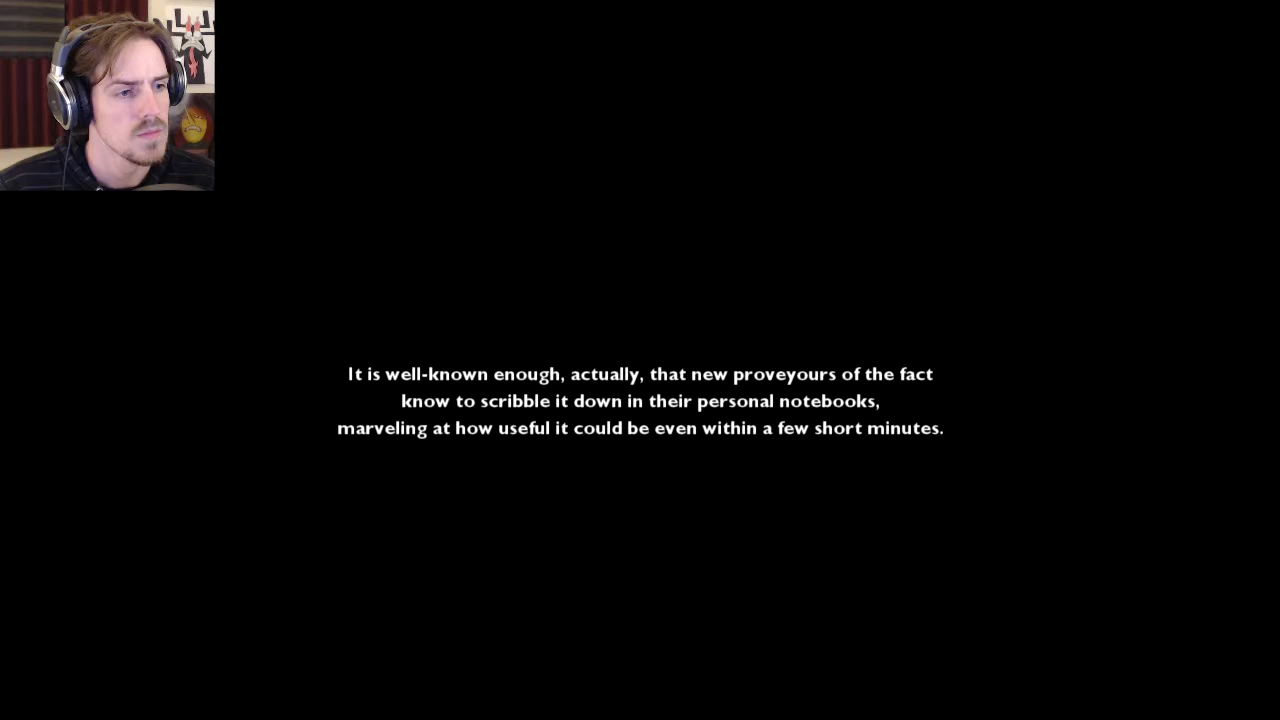 It is well-known enough, actually, that new proveyours of the fact
know to scribble it down in their personal notebooks,
marveling at how useful it could be even within a few short minutes.